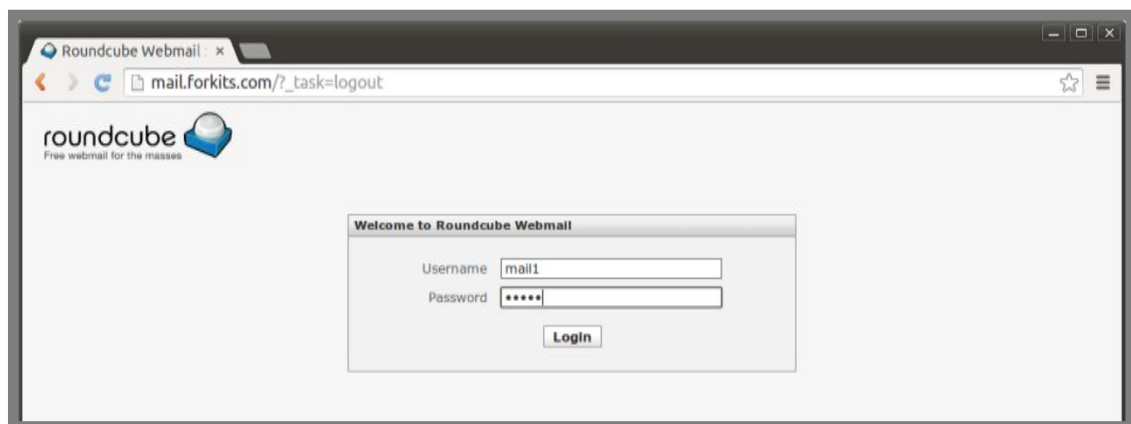 Roundcube Webmail :
mail.forkits.com/?_task=logout
roundcube
Free webmail for the masses
Welcome to Roundcube Webmail
Username mail1
Password •••••
Login